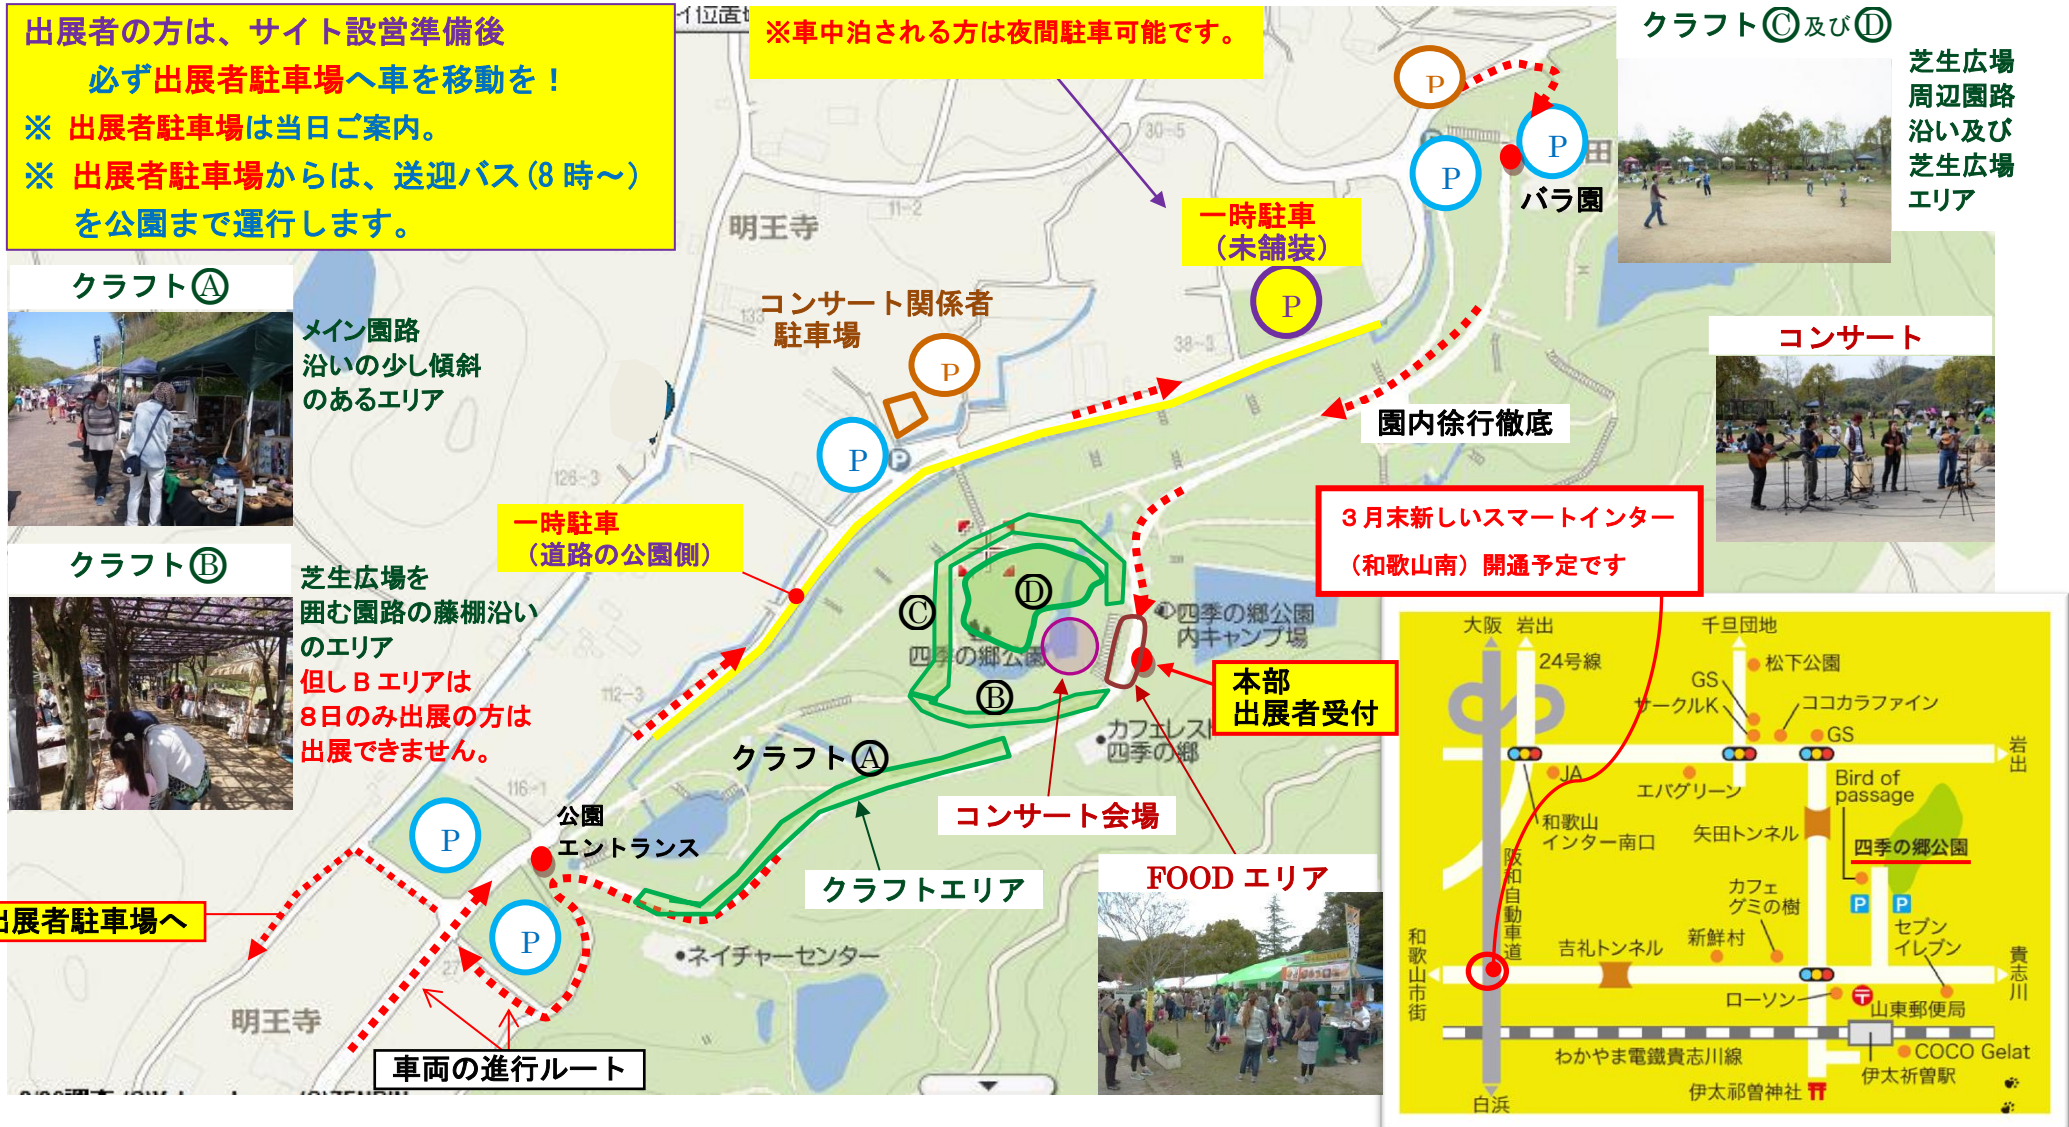 出展者の方は、サイト設営準備後
必ず出展者駐車場へ車を移動を！
※ 出展者駐車場は当日ご案内。
※ 出展者駐車場からは、送迎バス(8時～)
を公園まで運行します。
イ位置
※車中泊される方は夜間駐車可能です。
クラフトⒸ及びⒹ
芝生広場
周辺園路
沿い及び
芝生広場
エリア
P
P
P
田
バラ園
30-5
11-2
明王寺
一時駐車
（未舗装）
P
クラフトⒶ
メイン園路
沿いの少し傾斜
のあるエリア
133
コンサート関係者
駐車場
P
38-3
コンサート
園内徐行徹底
P
P
126-3
一時駐車
（道路の公園側）
３月末新しいスマートインター
（和歌山南）開通予定です
クラフトⒷ
芝生広場を
囲む園路の藤棚沿い
のエリア
但しＢエリアは
8日のみ出展の方は
出展できません。
Ⓓ
Ⓒ
四季の郷公園
四季の郷公園
内キャンプ場
Ⓑ
本部
出展者受付
112-3
カフェレスト
四季の郷
クラフトⒶ
116-1
コンサート会場
公園
エントランス
P
クラフトエリア
FOOD エリア
出展者駐車場へ
P
27
ネイチャーセンター
明王寺
車両の進行ルート
大阪
岩出
千旦団地
24号線
松下公園
GS
サークルK
ココカラファイン
GS
岩出
JA
エバグリーン
Bird of
passage
和歌山
インター南口
矢田トンネル
四季の郷公園
阪和自動車道
カフェ
グミの樹
P
P
セブン
イレブン
和歌山市街
吉礼トンネル
新鮮村
貴志川
ローソン
山東郵便局
わかやま電鐵貴志川線
COCO Gelat
伊太祈曽駅
伊太祁曽神社
白浜